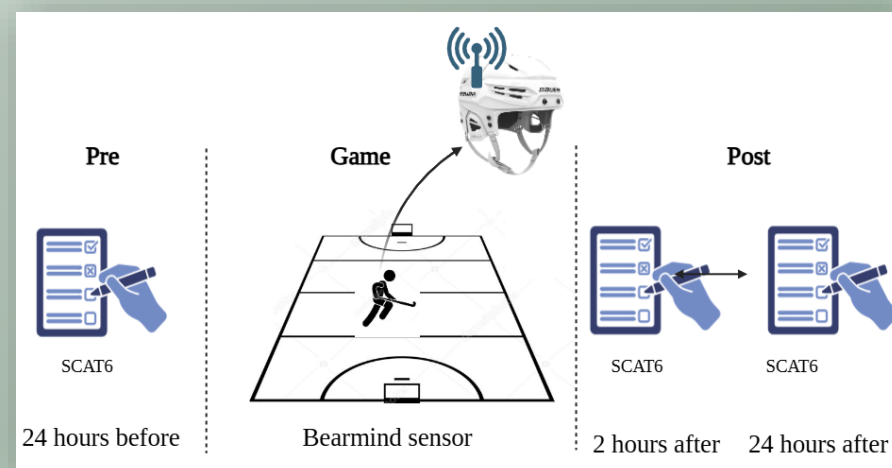 Pre
Game
Post
SCAT6
SCAT6
SCAT6
24 hours before
Bearmind sensor
2 hours after
24 hours after